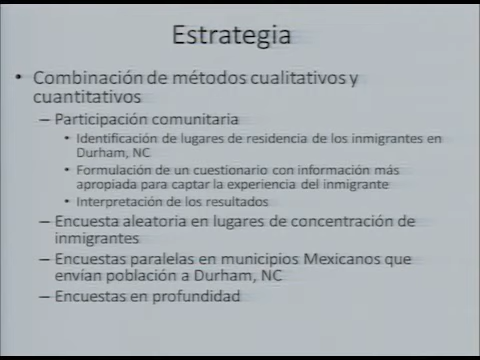 Estrategia
• Combinación de métodos cualitativos y
cuantitativos
– Participación comunitaria
• Identificación de lugares de residencia de los inmigrantes en
Durham, NC
• Formulación de un cuestionario con información más
apropiada para captar la experiencia del inmigrante
• Interpretación de los resultados
– Encuesta aleatoria en lugares de concentración de
inmigrantes
– Encuestas paralelas en municipios Mexicanos que
envían población a Durham, NC
– Encuestas en profundidad